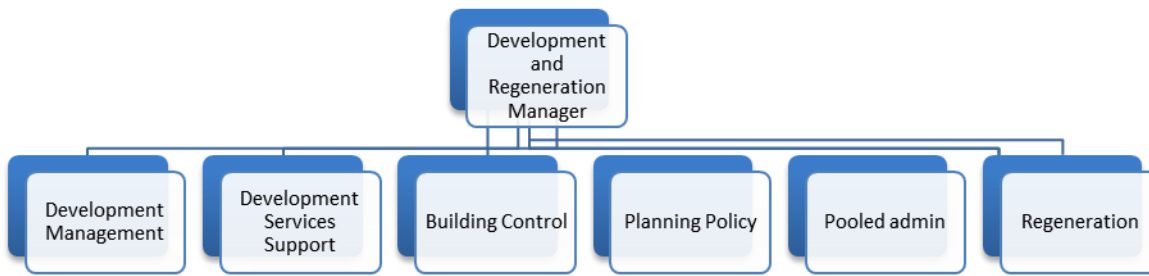 Development
and
Regeneration
Manager
Development
Management
Development
Services
Support
Building Control
Planning Policy
Pooled admin
Regeneration